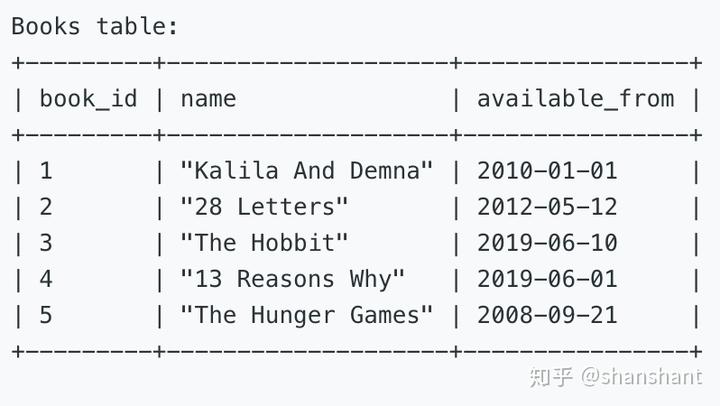 Books table:
+---------+--------------------+----------------+
| book_id | name               | available_from |
+---------+--------------------+----------------+
| 1       | "Kalila And Demna" | 2010-01-01     |
| 2       | "28 Letters"       | 2012-05-12     |
| 3       | "The Hobbit"       | 2019-06-10     |
| 4       | "13 Reasons Why"   | 2019-06-01     |
| 5       | "The Hunger Games" | 2008-09-21     |
+---------+--------------------+----------------+
知乎 @shanshant